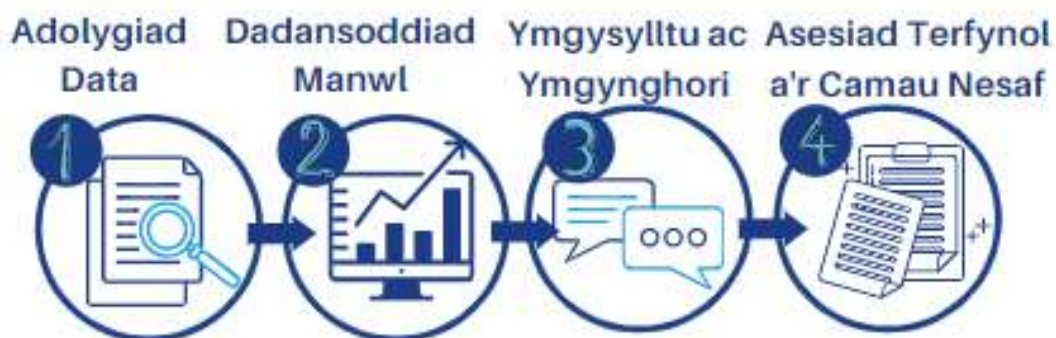 Adolygiad
Data
Dadansoddiad
Manwl
Ymgysylltu ac
Ymgynghori
Asesiad Terfynol
a'r Camau Nesaf
1
2
3
4